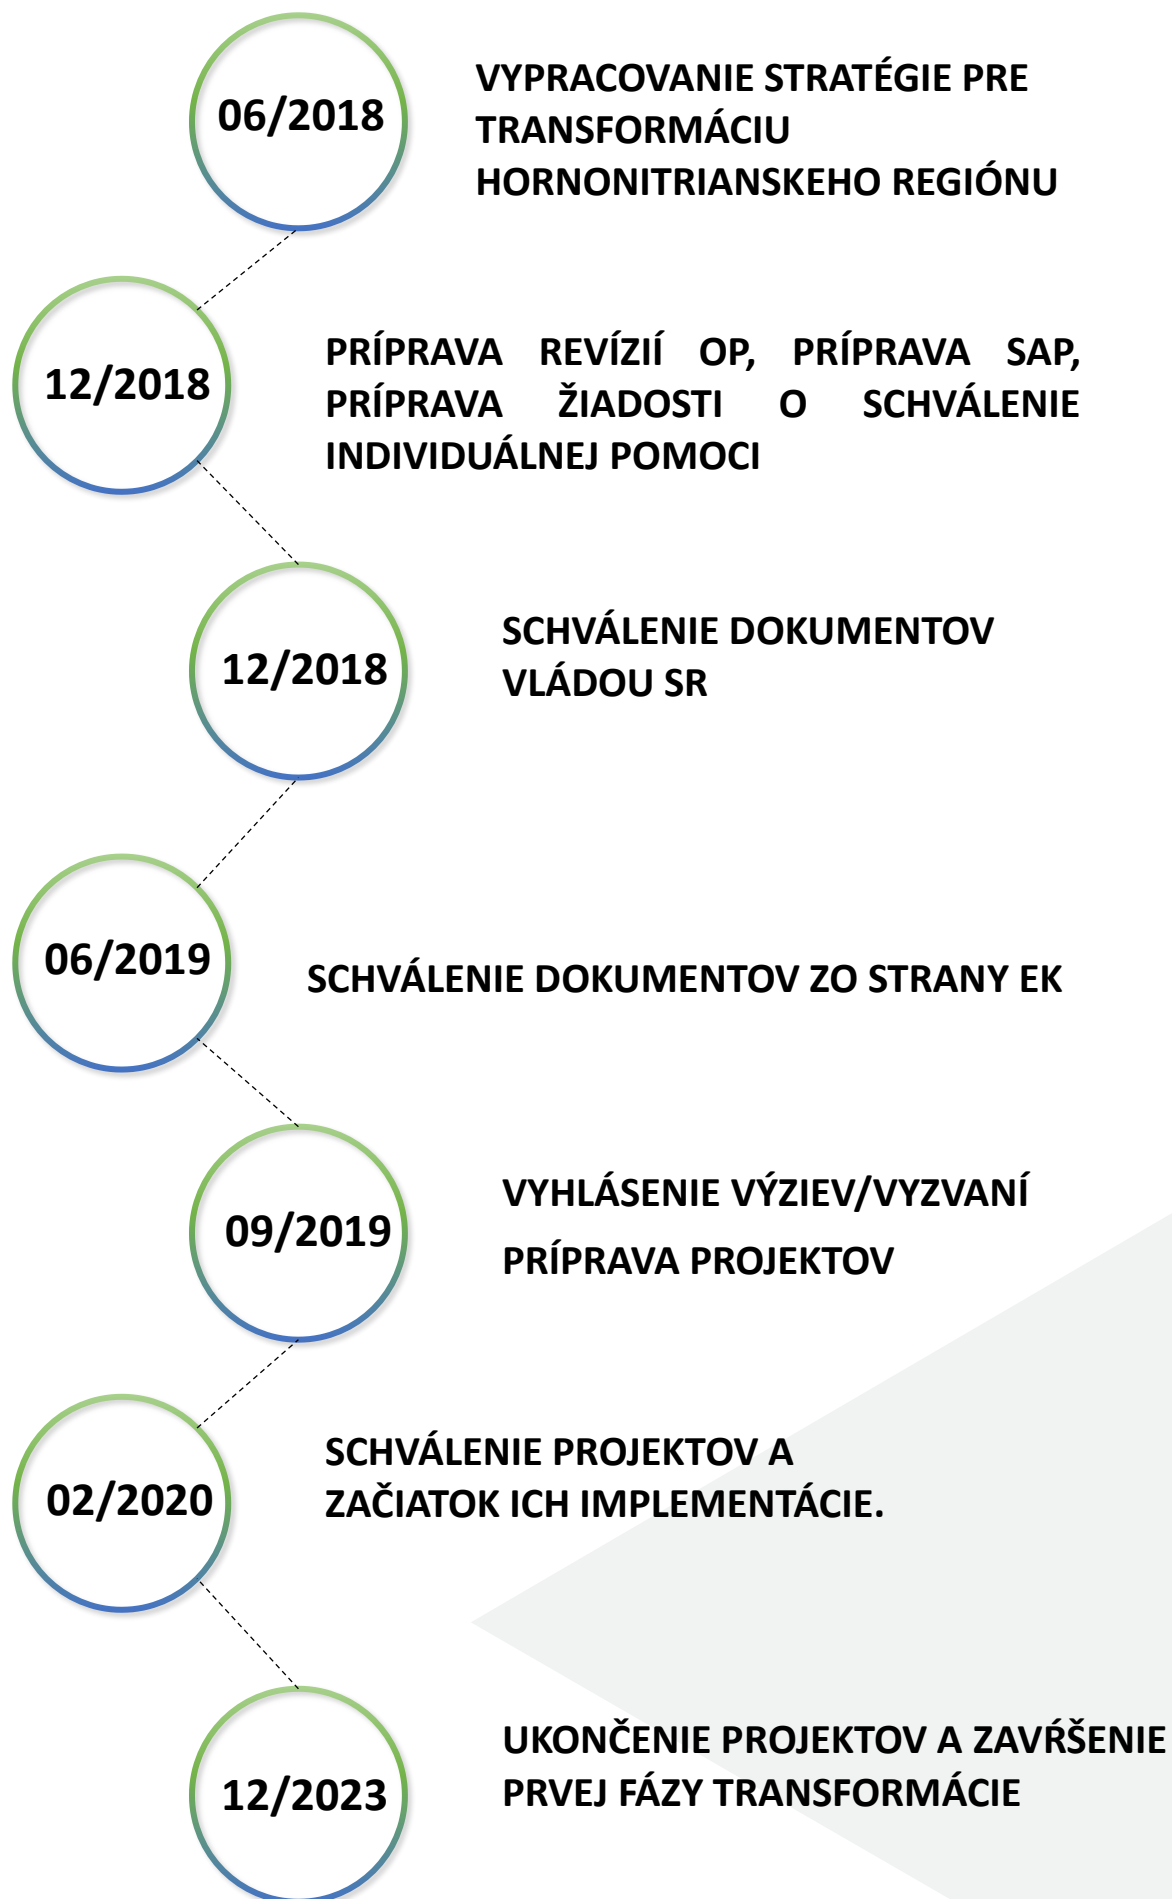 06/2018
VYPRACOVANIE STRATÉGIE PRE
TRANSFORMÁCIU
HORNONITRIANSKEHO REGIÓNU
12/2018
PRÍPRAVA REVÍZIÍ OP, PRÍPRAVA SAP,
PRÍPRAVA ŽIADOSTI O SCHVÁLENIE
INDIVIDUÁLNEJ POMOCI
12/2018
SCHVÁLENIE DOKUMENTOV
VLÁDOU SR
06/2019
SCHVÁLENIE DOKUMENTOV ZO STRANY EK
09/2019
VYHLÁSENIE VÝZIEV/VYZVANÍ
PRÍPRAVA PROJEKTOV
02/2020
SCHVÁLENIE PROJEKTOV A
ZAČIATOK ICH IMPLEMENTÁCIE.
12/2023
UKONČENIE PROJEKTOV A ZAVŔŠENIE
PRVEJ FÁZY TRANSFORMÁCIE